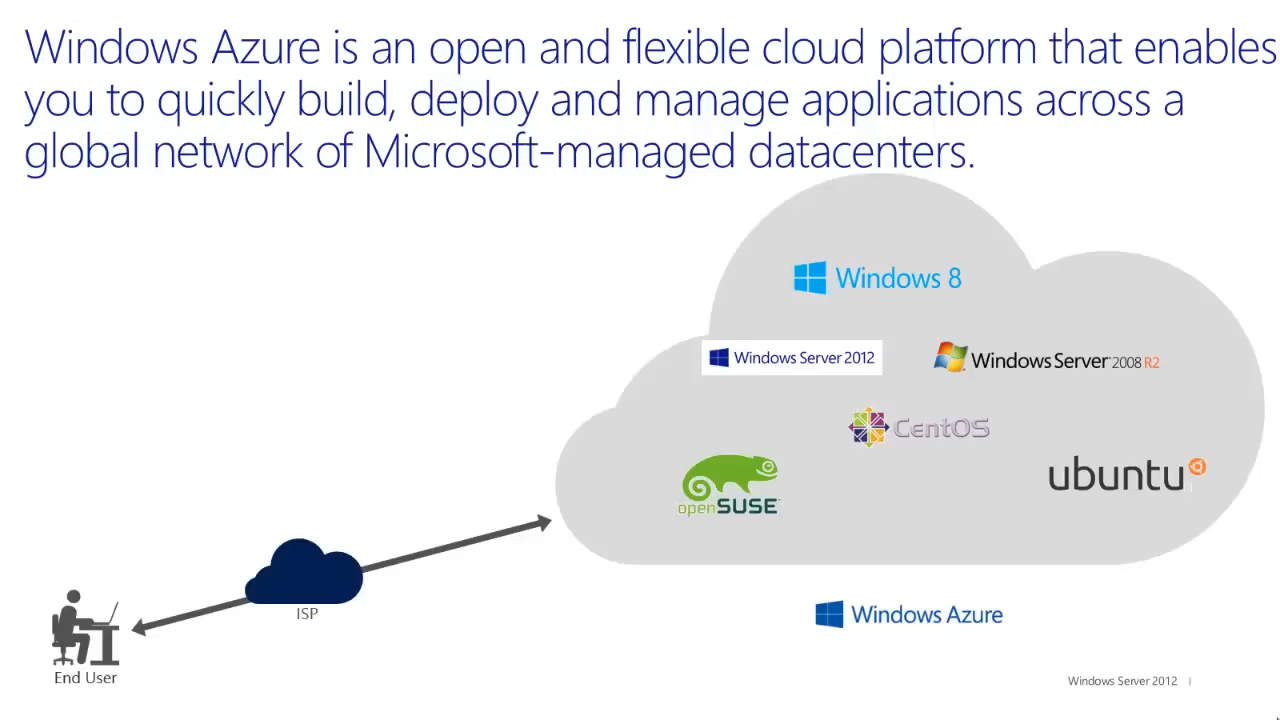 Windows Azure is an open and flexible cloud platform that enables
you to quickly build, deploy and manage applications across a
global network of Microsoft-managed datacenters.
Windows 8
Windows Server 2012
Windows Server 2008 R2
CentOS
openSUSE
ubuntu
ISP
Windows Azure
End User
Windows Server 2012 |